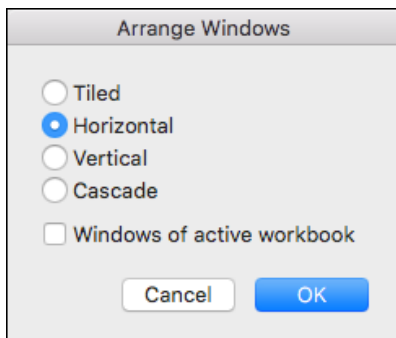 Arrange Windows
Tiled
Horizontal
Vertical
Cascade
Windows of active workbook
Cancel OK